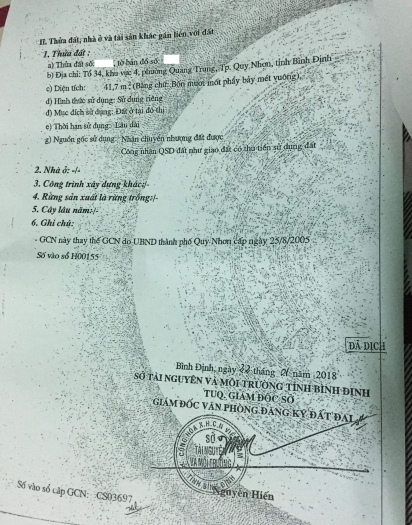 II. Thửa đất, nhà ở và tài sản khác gắn liền với đất
1. Thửa đất :
a) Thửa đất số: , tờ bản đồ số:
b) Địa chỉ: Tổ 34, khu vực 4, phường Quang Trung, Tp. Quy Nhơn, tỉnh Bình Định
c) Diện tích: 41,7 m² (Bằng chữ: Bốn mươi mốt phẩy bảy mét vuông).
d) Hình thức sử dụng: Sử dụng riêng
đ) Mục đích sử dụng: Đất ở tại đô thị
e) Thời hạn sử dụng: Lâu dài
g) Nguồn gốc sử dụng: Nhận chuyển nhượng đất được
Công nhận QSD đất như giao đất có thu tiền sử dụng đất
2. Nhà ở: -/-
3. Công trình xây dựng khác:/-
4. Rừng sản xuất là rừng trồng:/-
5. Cây lâu năm:/-
6. Ghi chú:
- GCN này thay thế GCN do UBND thành phố Quy Nhơn cấp ngày 25/8/2005
Số vào sổ H00155
ĐÃ DỊCH
Bình Định, ngày 22 tháng 01 năm 2018
SỞ TÀI NGUYÊN VÀ MÔI TRƯỜNG TỈNH BÌNH ĐỊNH
TUQ. GIÁM ĐỐC SỞ
GIÁM ĐỐC VĂN PHÒNG ĐĂNG KÝ ĐẤT ĐAI
CỘNG HÒA X.H.C.N VIỆT NAM
SỞ
TÀI NGUYÊN
VÀ MÔI TRƯỜNG
TỈNH BÌNH ĐỊNH
Số vào sổ cấp GCN: CS03697
Nguyễn Hiến